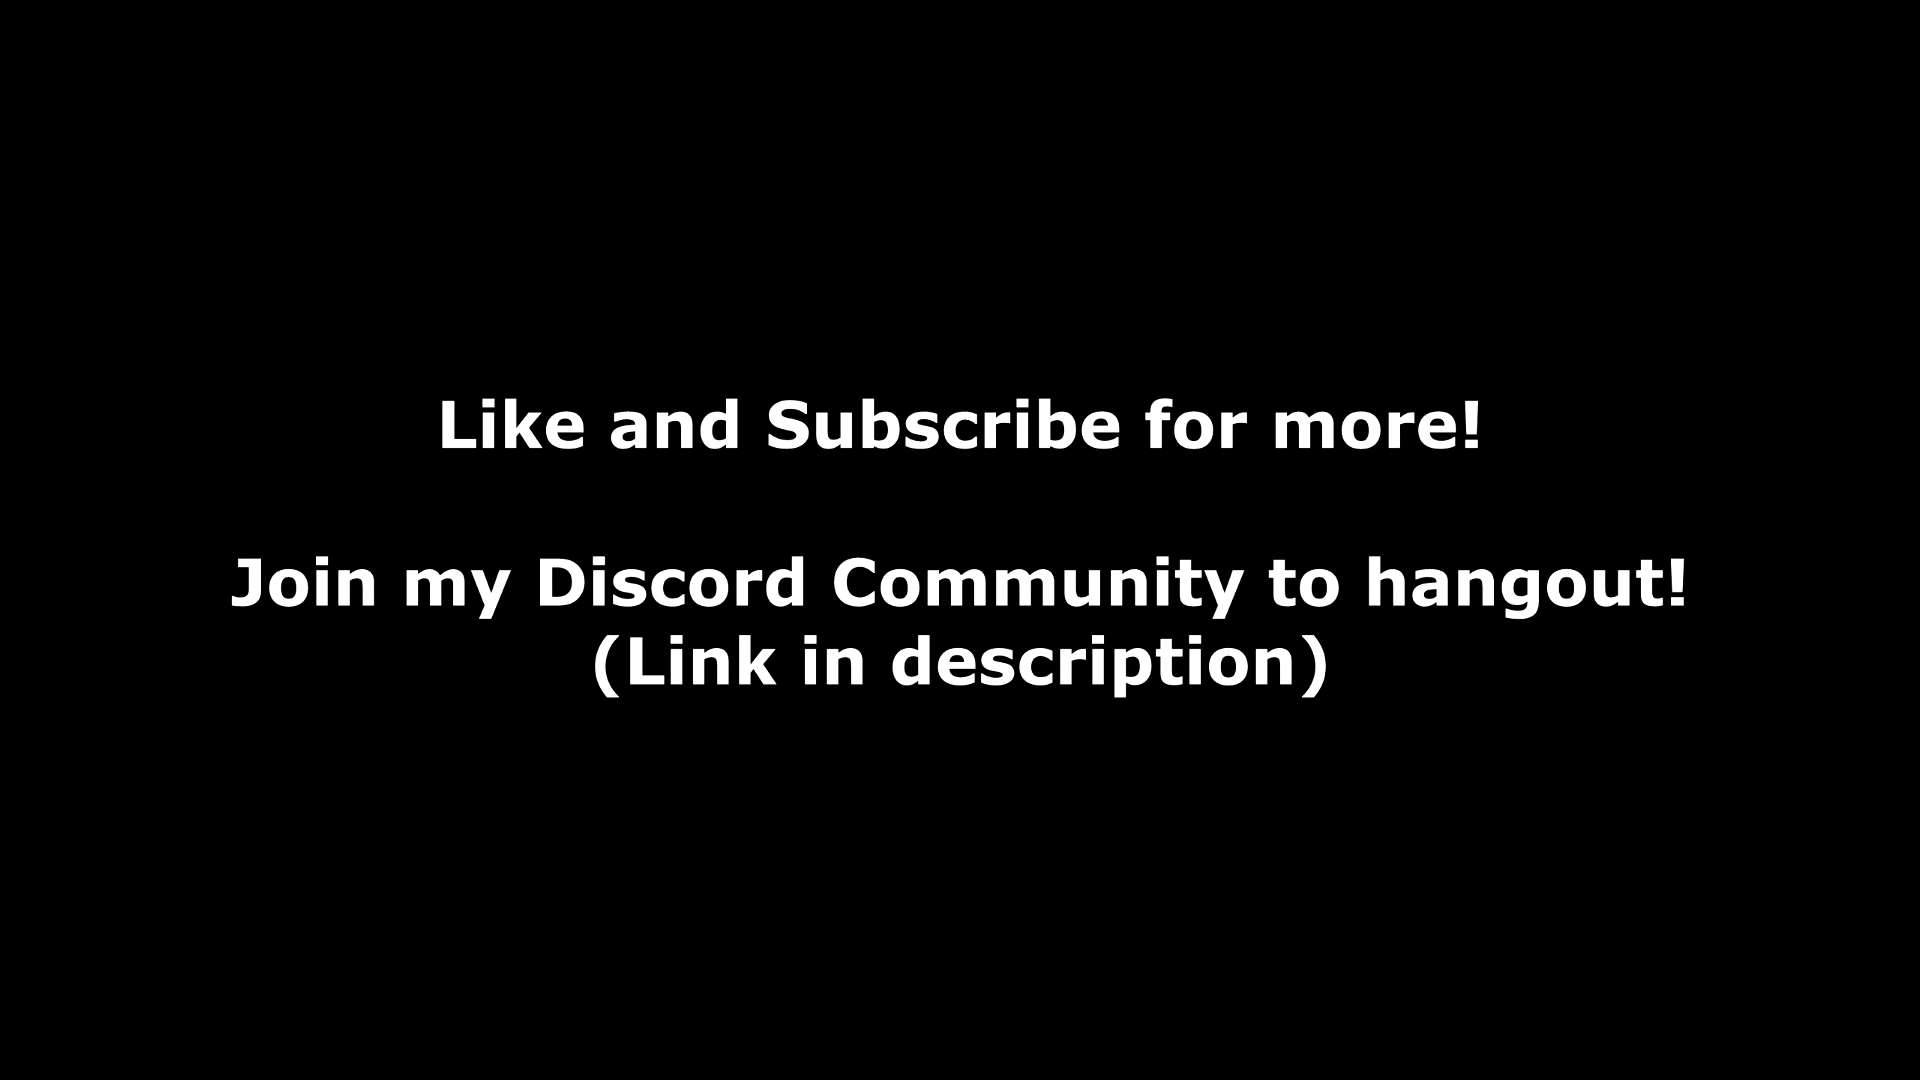 Like and Subscribe for more!
Join my Discord Community to hangout!
(Link in description)